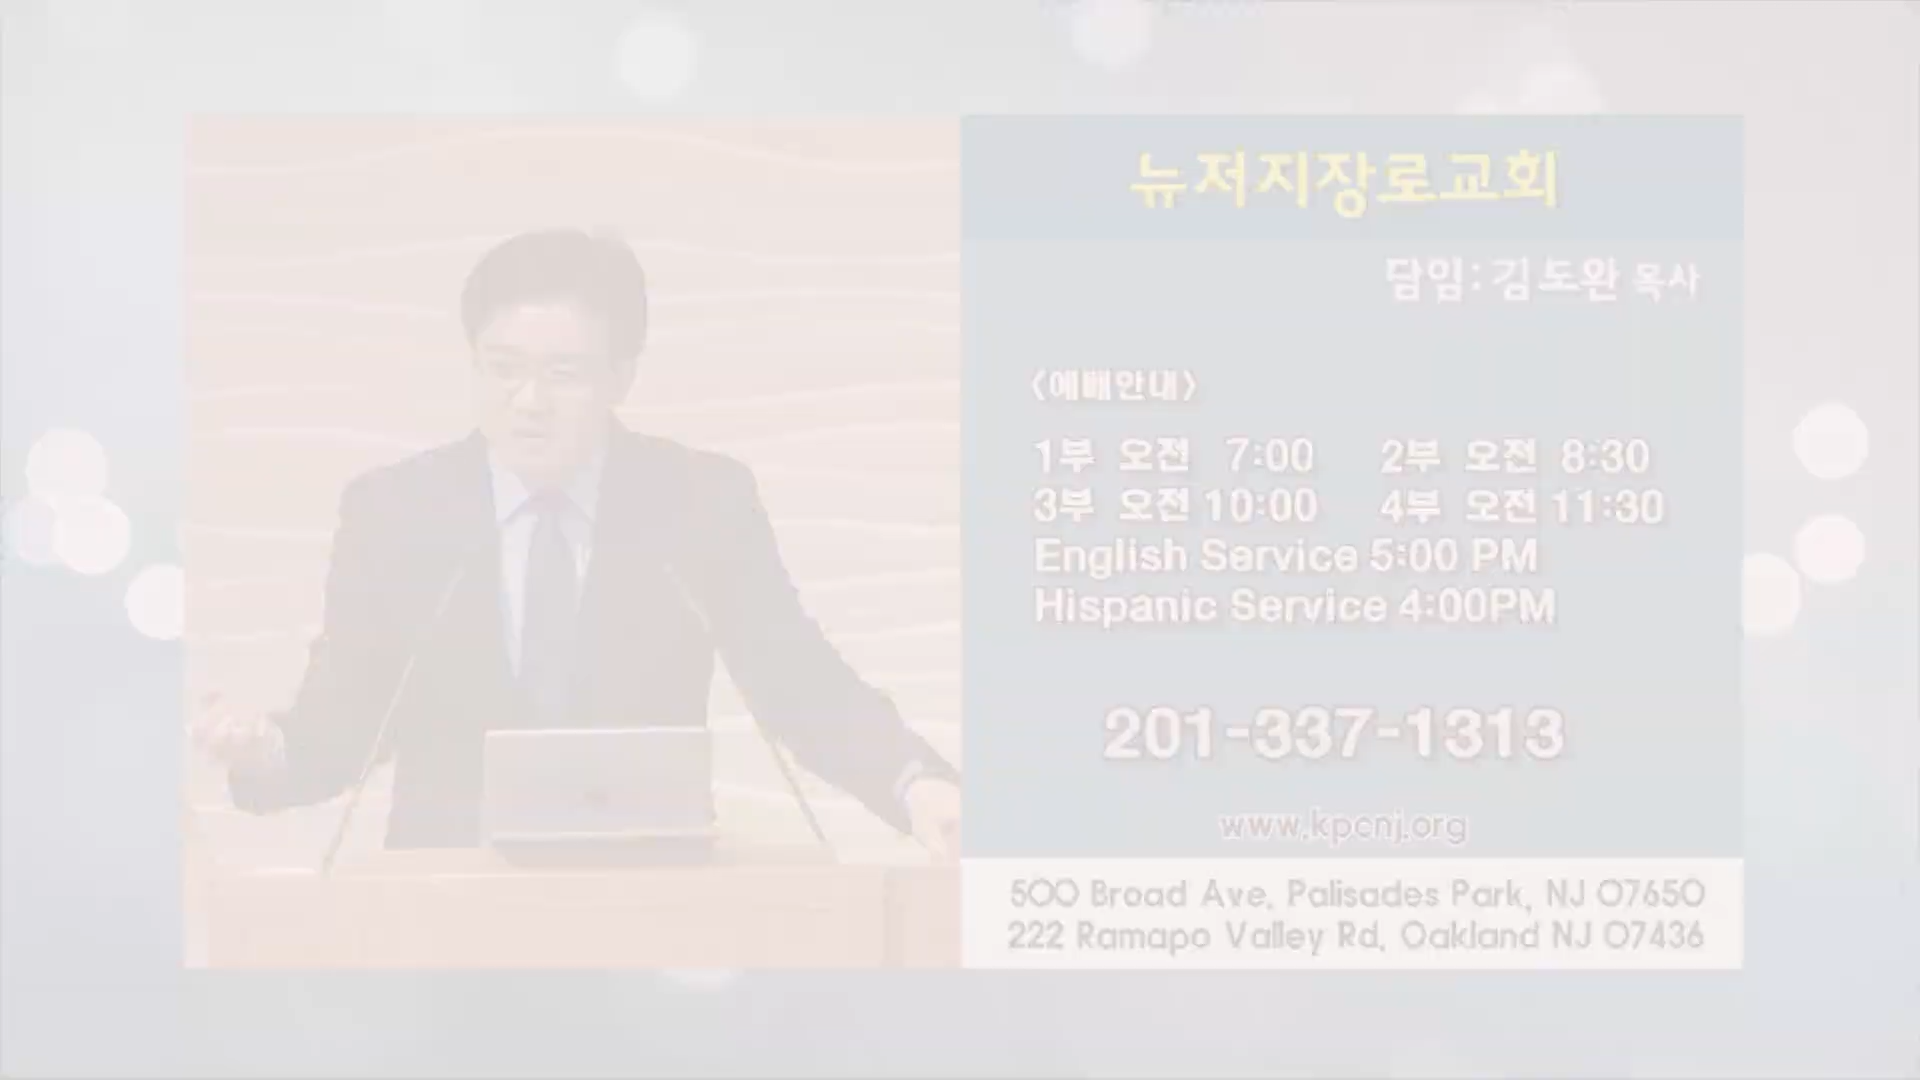 뉴저지장로교회
담임: 김도완 목사
<예배안내>
1부 오전 7:00 2부 오전 8:30
3부 오전 10:00 4부 오전 11:30
English Service 5:00 PM
Hispanic Service 4:00PM
201-337-1313
www.kpcnj.org
500 Broad Ave, Palisades Park, NJ 07650
222 Ramapo Valley Rd, Oakland NJ 07436